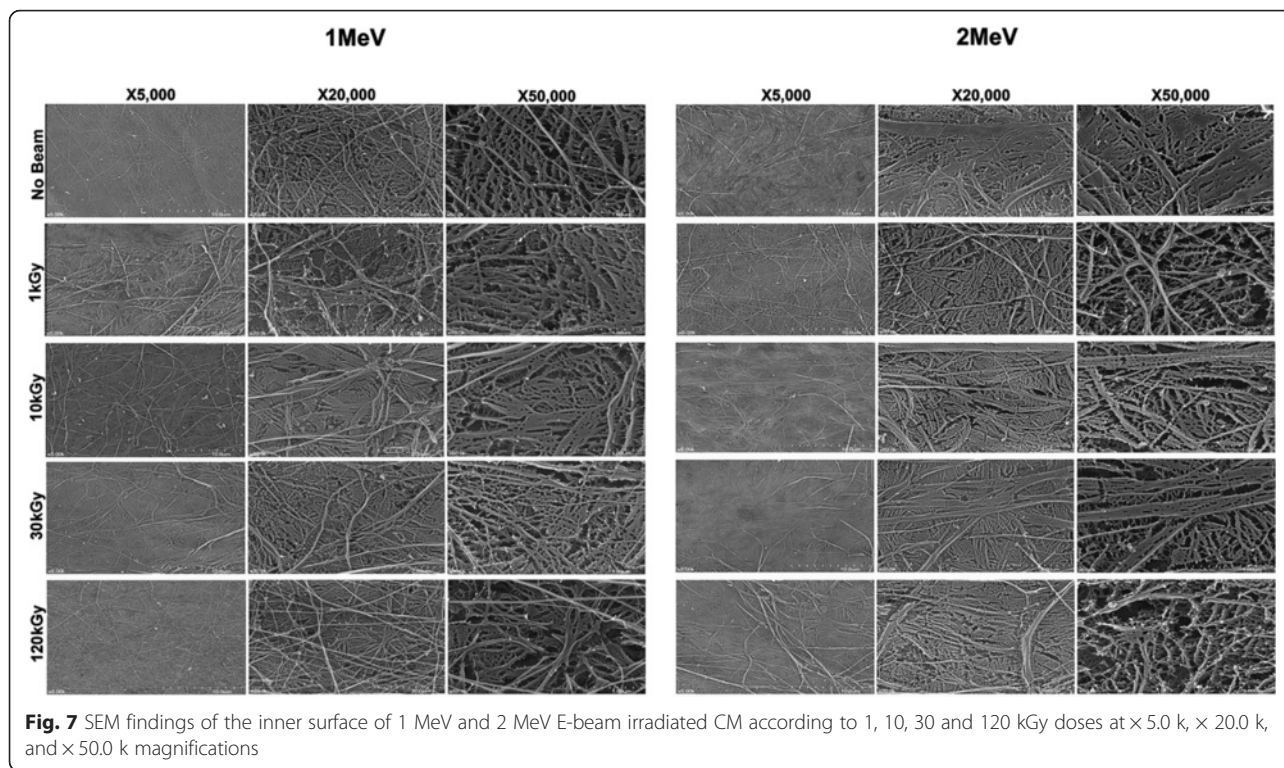 1MeV
2MeV
X5,000 X20,000 X50,000
X5,000 X20,000 X50,000
No Beam
1kGy
10kGy
30kGy
120kGy
Fig. 7 SEM findings of the inner surface of 1 MeV and 2 MeV E-beam irradiated CM according to 1, 10, 30 and 120 kGy doses at × 5.0 k, × 20.0 k,
and × 50.0 k magnifications